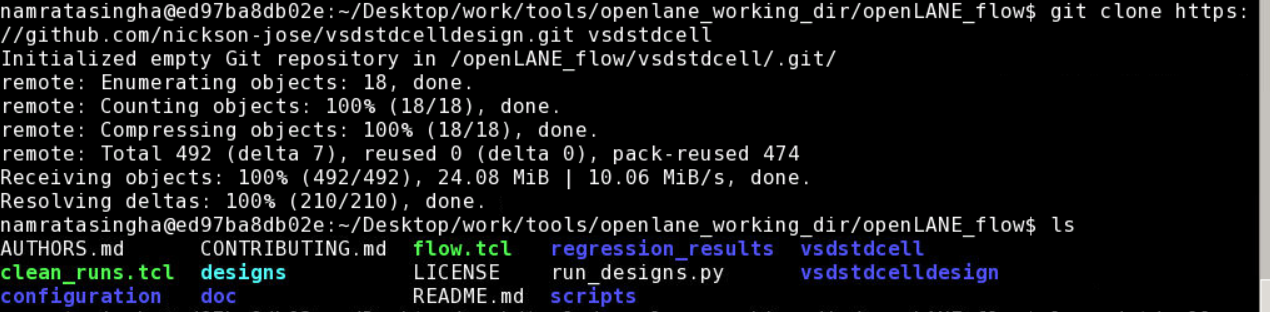 namratasingha@ed97ba8db02e:~/Desktop/work/tools/openlane_working_dir/openLANE_flow$ git clone https:
//github.com/nickson-jose/vsdstdcelldesign.git vsdstdcell
Initialized empty Git repository in /openLANE_flow/vsdstdcell/.git/
remote: Enumerating objects: 18, done.
remote: Counting objects: 100% (18/18), done.
remote: Compressing objects: 100% (18/18), done.
remote: Total 492 (delta 7), reused 0 (delta 0), pack-reused 474
Receiving objects: 100% (492/492), 24.08 MiB | 10.06 MiB/s, done.
Resolving deltas: 100% (210/210), done.
namratasingha@ed97ba8db02e:~/Desktop/work/tools/openlane_working_dir/openLANE_flow$ ls
AUTHORS.md CONTRIBUTING.md flow.tcl regression_results vsdstdcell
clean_runs.tcl designs LICENSE run_designs.py vsdstdcelldesign
configuration doc README.md scripts